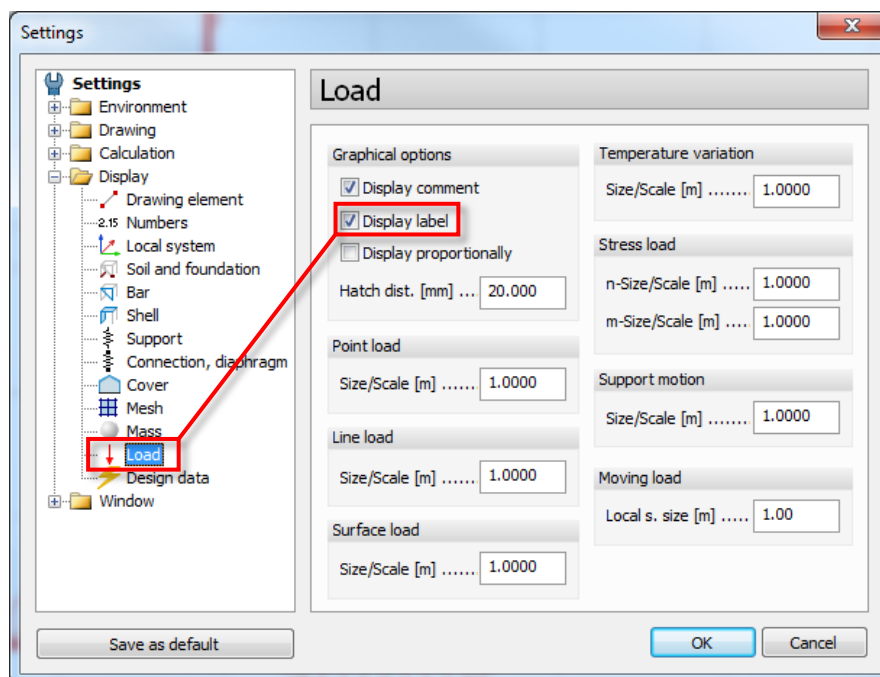 Settings
Settings
Environment
Drawing
Calculation
Display
Drawing element
2.15 Numbers
Local system
Soil and foundation
Bar
Shell
Support
Connection, diaphragm
Cover
Mesh
Mass
Load
Design data
Window
Save as default
Load
Graphical options
Display comment
Display label
Display proportionally
Hatch dist. [mm] .... 20.000
Point load
Size/Scale [m] ....... 1.0000
Line load
Size/Scale [m] ....... 1.0000
Surface load
Size/Scale [m] ....... 1.0000
Temperature variation
Size/Scale [m] ....... 1.0000
Stress load
n-Size/Scale [m] ..... 1.0000
m-Size/Scale [m] .... 1.0000
Support motion
Size/Scale [m] ....... 1.0000
Moving load
Local s. size [m] ..... 1.00
OK
Cancel